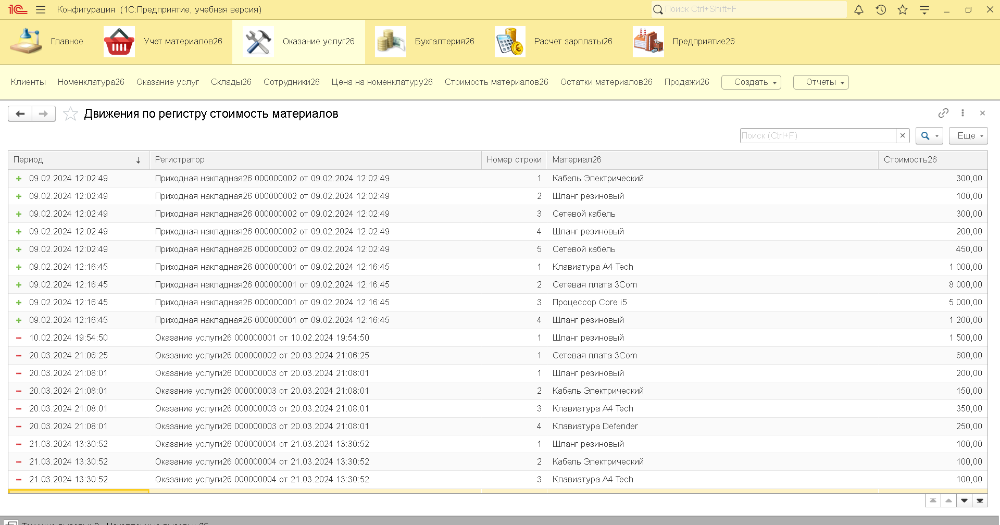 1С Конфигурация (1С:Предприятие, учебная версия) Поиск Ctrl+Shift+F
Главное Учет материалов26 Оказание услуг26 Бухгалтерия26 Расчет зарплаты26 Предприятие26
Клиенты Номенклатура26 Оказание услуг Склады26 Сотрудники26 Цена на номенклатуру26 Стоимость материалов26 Остатки материалов26 Продажи26 Создать Отчеты
Движения по регистру стоимость материалов
Поиск (Ctrl+F) × Еще
Период ↓ Регистратор Номер строки Материал26 Стоимость26
+ 09.02.2024 12:02:49 Приходная накладная26 000000002 от 09.02.2024 12:02:49 1 Кабель Электрический 300,00
+ 09.02.2024 12:02:49 Приходная накладная26 000000002 от 09.02.2024 12:02:49 2 Шланг резиновый 100,00
+ 09.02.2024 12:02:49 Приходная накладная26 000000002 от 09.02.2024 12:02:49 3 Сетевой кабель 300,00
+ 09.02.2024 12:02:49 Приходная накладная26 000000002 от 09.02.2024 12:02:49 4 Шланг резиновый 200,00
+ 09.02.2024 12:02:49 Приходная накладная26 000000002 от 09.02.2024 12:02:49 5 Сетевой кабель 450,00
+ 09.02.2024 12:16:45 Приходная накладная26 000000001 от 09.02.2024 12:16:45 1 Клавиатура A4 Tech 1 000,00
+ 09.02.2024 12:16:45 Приходная накладная26 000000001 от 09.02.2024 12:16:45 2 Сетевая плата 3Com 8 000,00
+ 09.02.2024 12:16:45 Приходная накладная26 000000001 от 09.02.2024 12:16:45 3 Процессор Core i5 5 000,00
+ 09.02.2024 12:16:45 Приходная накладная26 000000001 от 09.02.2024 12:16:45 4 Шланг резиновый 1 200,00
− 10.02.2024 19:54:50 Оказание услуги26 000000001 от 10.02.2024 19:54:50 1 Шланг резиновый 1 500,00
− 20.03.2024 21:06:25 Оказание услуги26 000000002 от 20.03.2024 21:06:25 1 Сетевая плата 3Com 600,00
− 20.03.2024 21:08:01 Оказание услуги26 000000003 от 20.03.2024 21:08:01 1 Шланг резиновый 200,00
− 20.03.2024 21:08:01 Оказание услуги26 000000003 от 20.03.2024 21:08:01 2 Кабель Электрический 150,00
− 20.03.2024 21:08:01 Оказание услуги26 000000003 от 20.03.2024 21:08:01 3 Клавиатура A4 Tech 350,00
− 20.03.2024 21:08:01 Оказание услуги26 000000003 от 20.03.2024 21:08:01 4 Клавиатура Defender 250,00
− 21.03.2024 13:30:52 Оказание услуги26 000000004 от 21.03.2024 13:30:52 1 Шланг резиновый 100,00
− 21.03.2024 13:30:52 Оказание услуги26 000000004 от 21.03.2024 13:30:52 2 Кабель Электрический 100,00
− 21.03.2024 13:30:52 Оказание услуги26 000000004 от 21.03.2024 13:30:52 3 Клавиатура A4 Tech 100,00